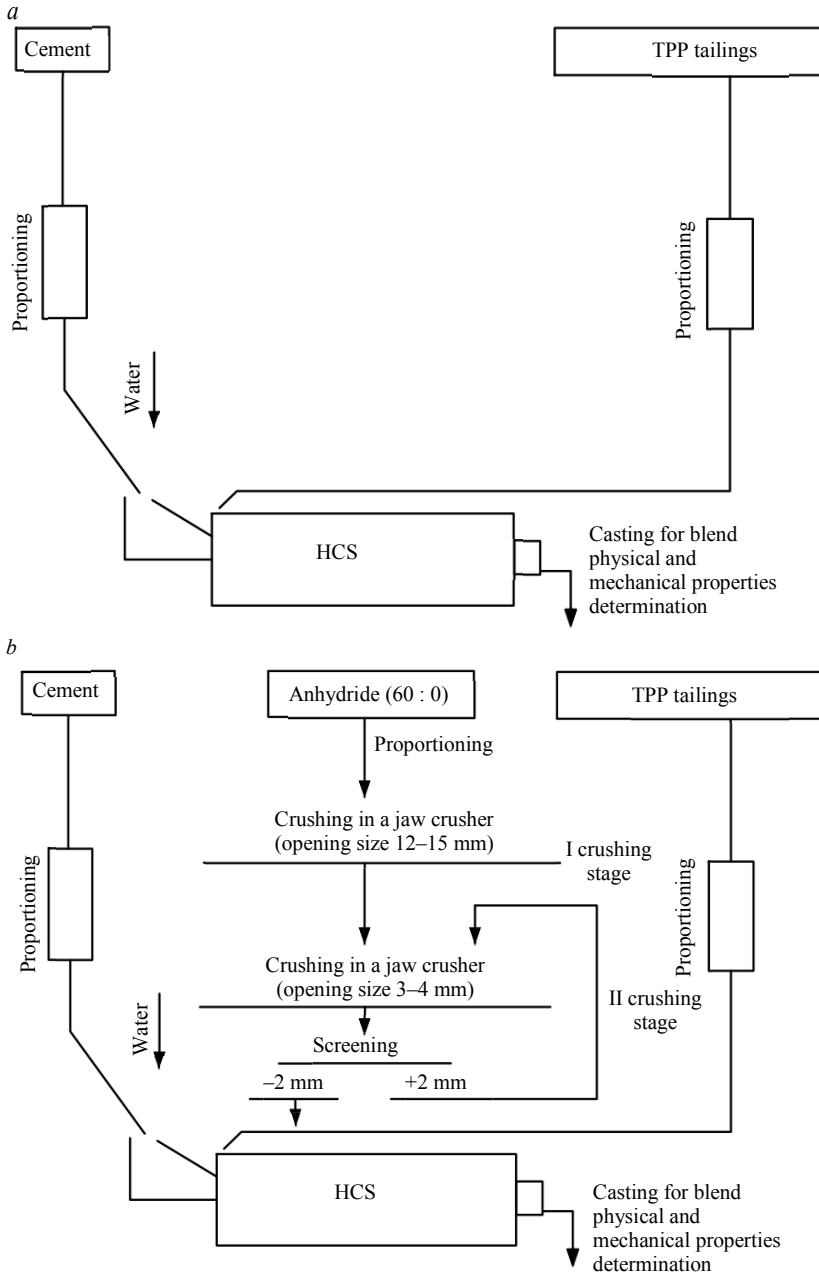 a
Cement
TPP tailings
Proportioning
Proportioning
Water
HCS
Casting for blend
physical and
mechanical properties
determination
b
Cement
Anhydride (60 : 0)
TPP tailings
Proportioning
Crushing in a jaw crusher
(opening size 12–15 mm)
I crushing
stage
Proportioning
Proportioning
Crushing in a jaw crusher
(opening size 3–4 mm)
II crushing
stage
Water
Screening
–2 mm
+2 mm
HCS
Casting for blend
physical and
mechanical properties
determination